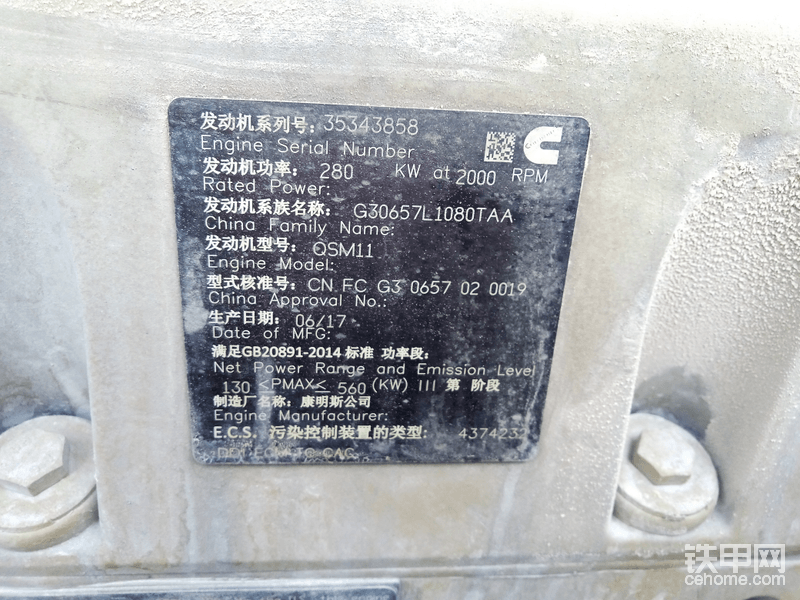 发动机系列号: 35343858
Engine Serial Number
发动机功率: 280 KW at 2000 RPM
Rated Power:
发动机系族名称: G30657L1080TAA
China Family Name:
发动机型号: QSM11
Engine Model:
型式核准号: CN FC G3 0657 02 0019
China Approval No.:
生产日期: 06/17
Date of MFG:
满足GB20891-2014标准 功率段:
Net Power Range and Emission Level
130 ≤PMAX≤ 560 (KW) III 第 阶段
制造厂名称: 康明斯公司
Engine Manufacturer:
E.C.S. 污染控制装置的类型: 4374232
铁甲网
cehome.com